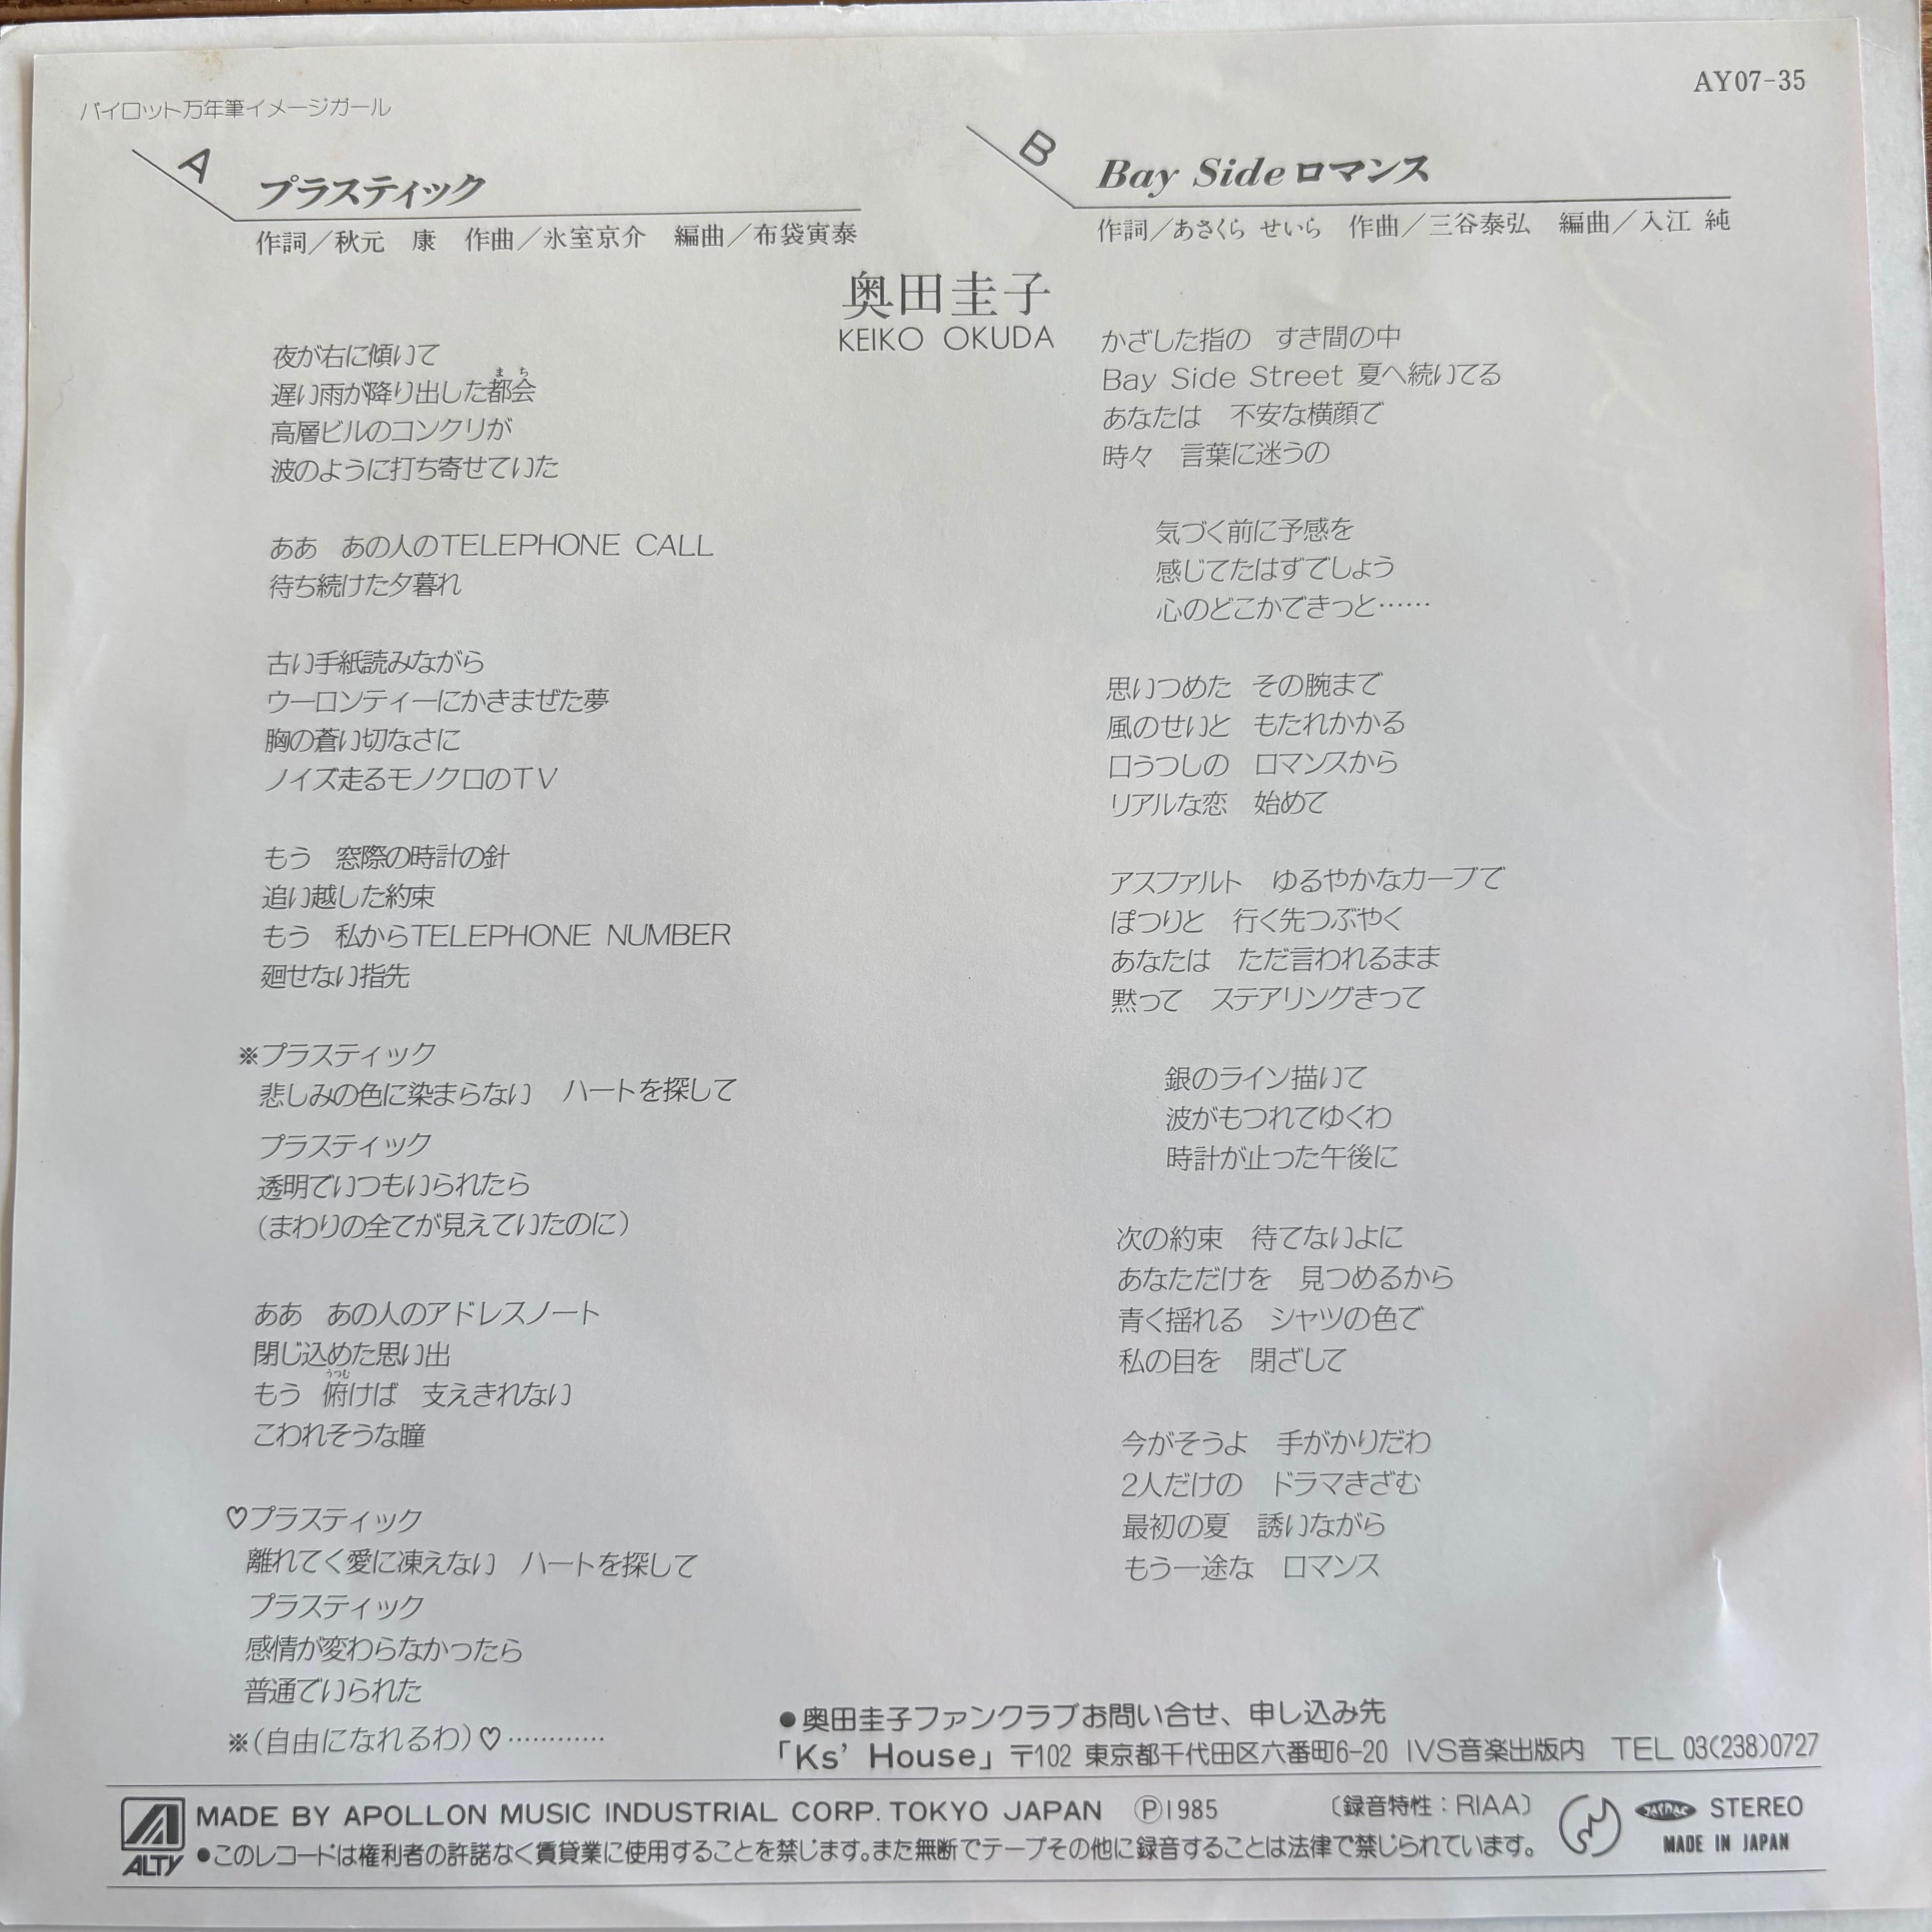 パイロット万年筆イメージガール
AY07-35
A
プラスティック
作詞／秋元　康　作曲／氷室京介　編曲／布袋寅泰
B
Bay Sideロマンス
作詞／あさくら せいら　作曲／三谷泰弘　編曲／入江 純
奥田圭子
KEIKO OKUDA
夜が右に傾いて
まち
遅い雨が降り出した都会
高層ビルのコンクリが
波のように打ち寄せていた
ああ　あの人のTELEPHONE CALL
待ち続けた夕暮れ
古い手紙読みながら
ウーロンティーにかきまぜた夢
胸の蒼い切なさに
ノイズ走るモノクロのTV
もう　窓際の時計の針
追い越した約束
もう　私からTELEPHONE NUMBER
廻せない指先
※プラスティック
悲しみの色に染まらない　ハートを探して
プラスティック
透明でいつもいられたら
（まわりの全てが見えていたのに）
ああ　あの人のアドレスノート
閉じ込めた思い出
うつむ
もう　俯けば　支えきれない
こわれそうな瞳
♡プラスティック
離れてく愛に凍えない　ハートを探して
プラスティック
感情が変わらなかったら
普通でいられた
※（自由になれるわ）♡…………
かざした指の　すき間の中
Bay Side Street 夏へ続いてる
あなたは　不安な横顔で
時々　言葉に迷うの
気づく前に予感を
感じてたはずでしょう
心のどこかできっと……
思いつめた　その腕まで
風のせいと　もたれかかる
口うつしの　ロマンスから
リアルな恋　始めて
アスファルト　ゆるやかなカーブで
ぽつりと　行く先つぶやく
あなたは　ただ言われるまま
黙って　ステアリングきって
銀のライン描いて
波がもつれてゆくわ
時計が止った午後に
次の約束　待てないよに
あなただけを　見つめるから
青く揺れる　シャツの色で
私の目を　閉ざして
今がそうよ　手がかりだわ
2人だけの　ドラマきざむ
最初の夏　誘いながら
もう一途な　ロマンス
●奥田圭子ファンクラブお問い合せ、申し込み先
「Ks' House」〒102 東京都千代田区六番町6-20 IVS音楽出版内　TEL 03(238)0727
ALTY
MADE BY APOLLON MUSIC INDUSTRIAL CORP. TOKYO JAPAN Ⓟ1985
〔録音特性：RIAA〕
JASRAC
STEREO
●このレコードは権利者の許諾なく賃貸業に使用することを禁じます。また無断でテープその他に録音することは法律で禁じられています。
MADE IN JAPAN